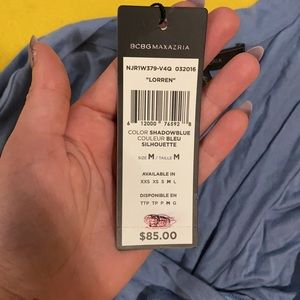 BCBGMAXAZRIA
NJR1W379-V4Q 032016
"LORREN"
6 12000 76592 8
COLOR SHADOWBLUE
COULEUR BLEU
SILHOUETTE
SIZE M / TAILLE M
AVAILABLE IN
XXS XS S M L
DISPONIBLE EN
TTP TP P M G
$85.00